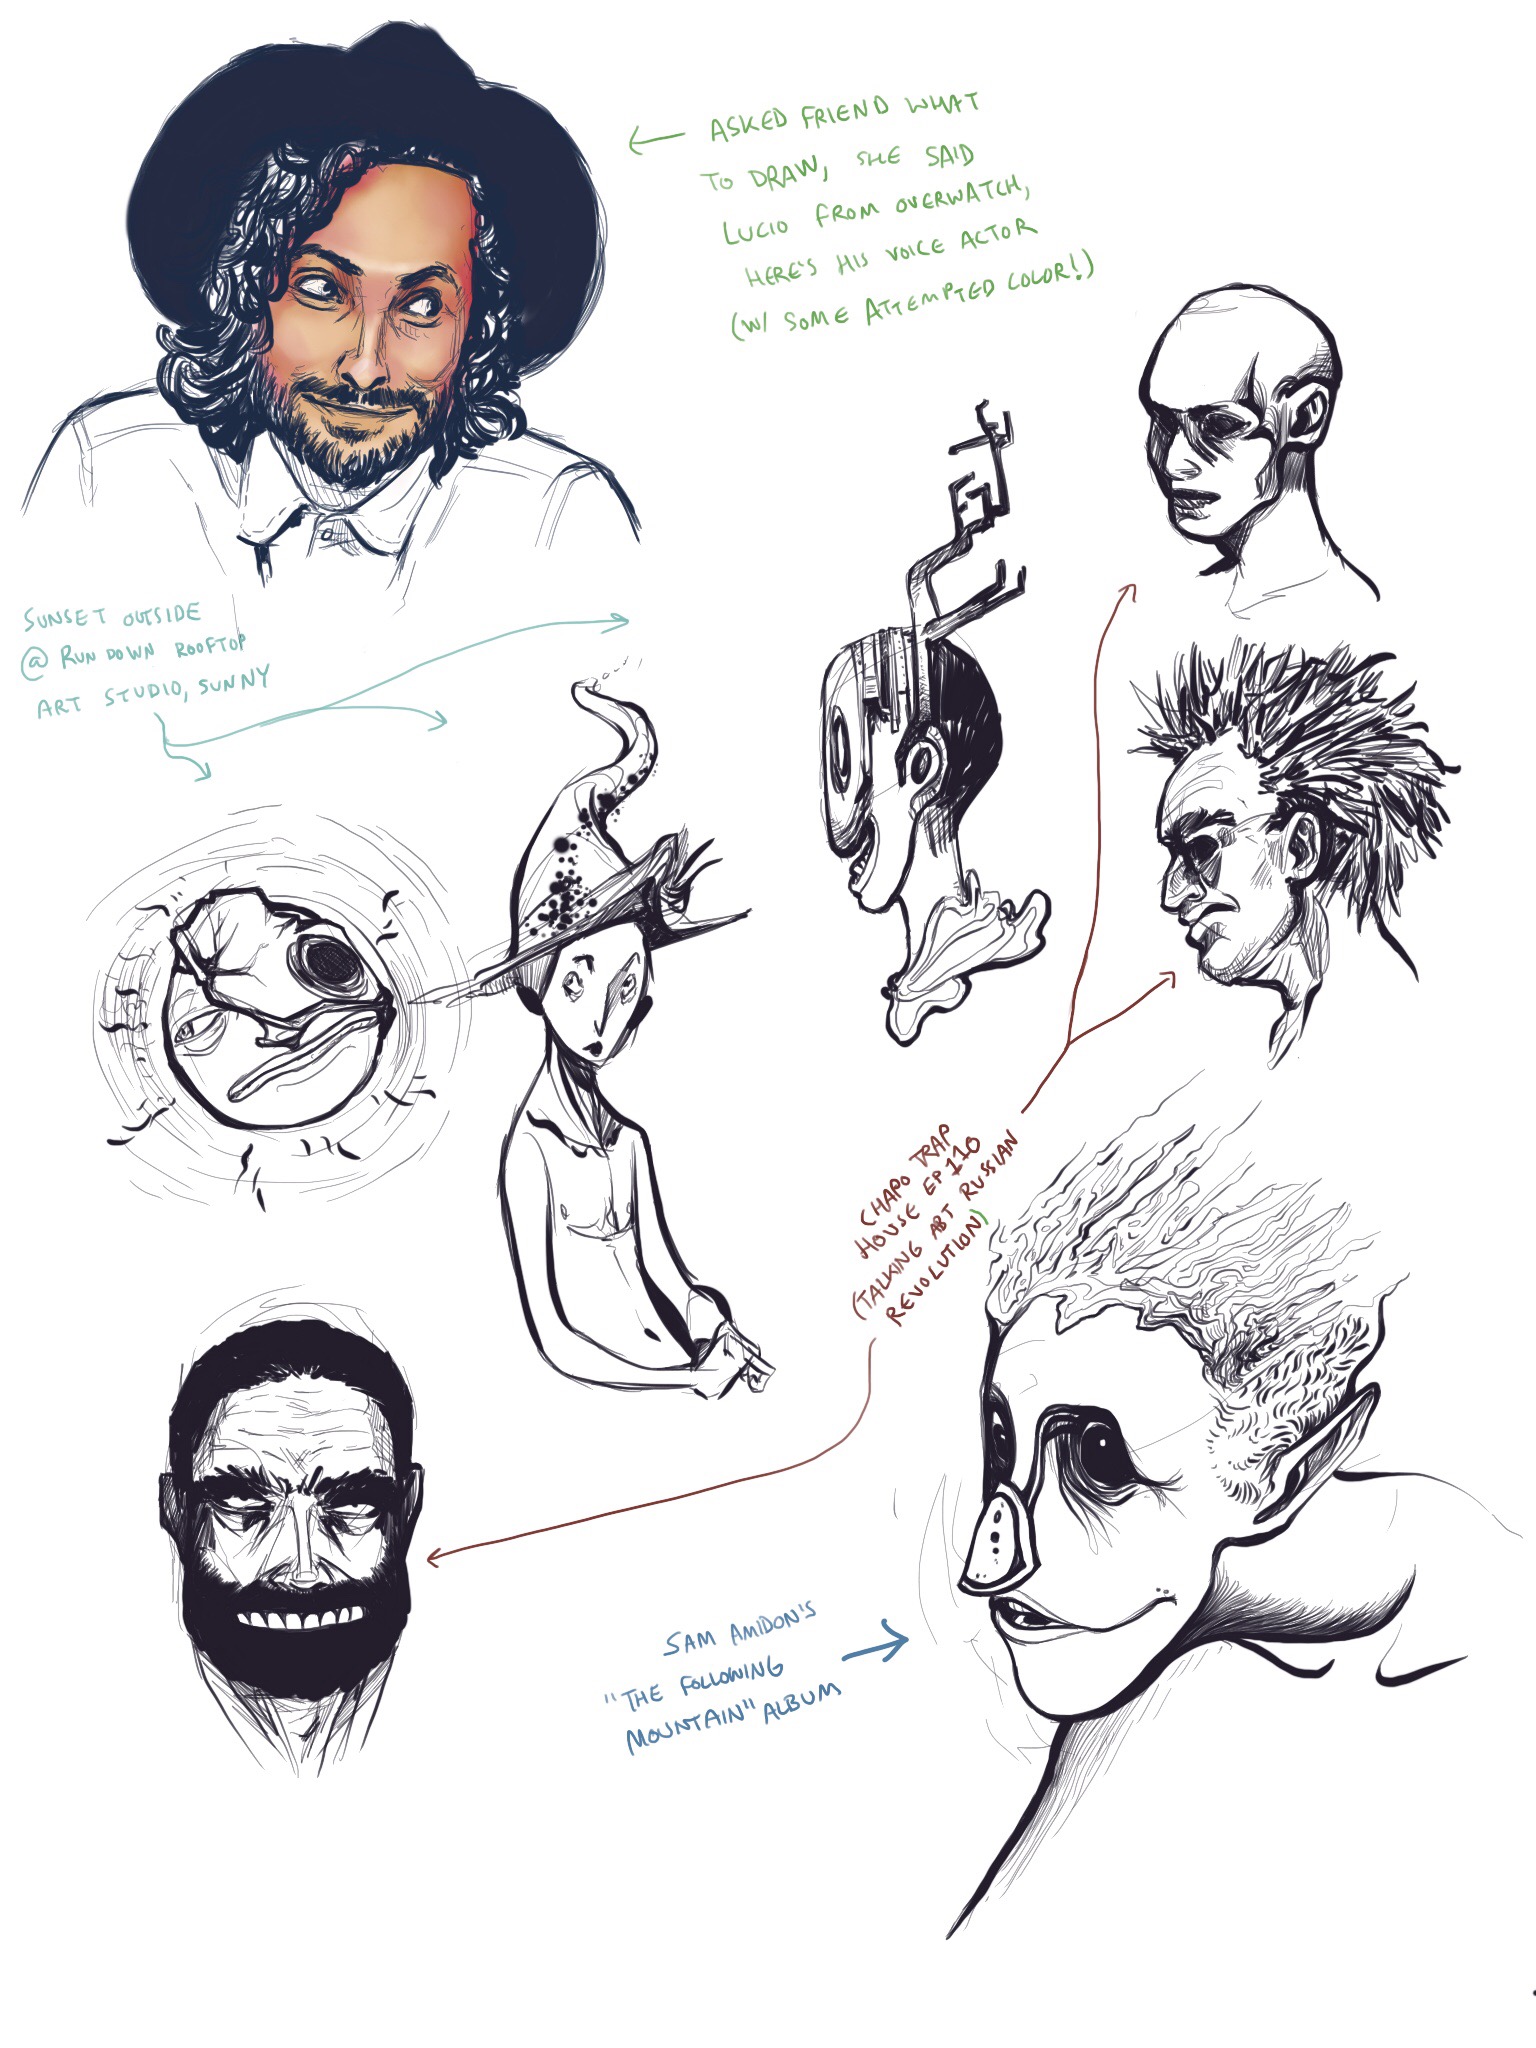 ASKED FRIEND WHAT
TO DRAW, SHE SAID
LUCIO FROM OVERWATCH,
HERE'S HIS VOICE ACTOR
(W/ SOME ATTEMPTED COLOR!)
SUNSET OUTSIDE
@ RUN DOWN ROOFTOP
ART STUDIO, SUNNY
CHAPO TRAP
HOUSE EP 110
(TALKING ABT RUSSIAN
REVOLUTION)
SAM AMIDON'S
"THE FOLLOWING
MOUNTAIN" ALBUM